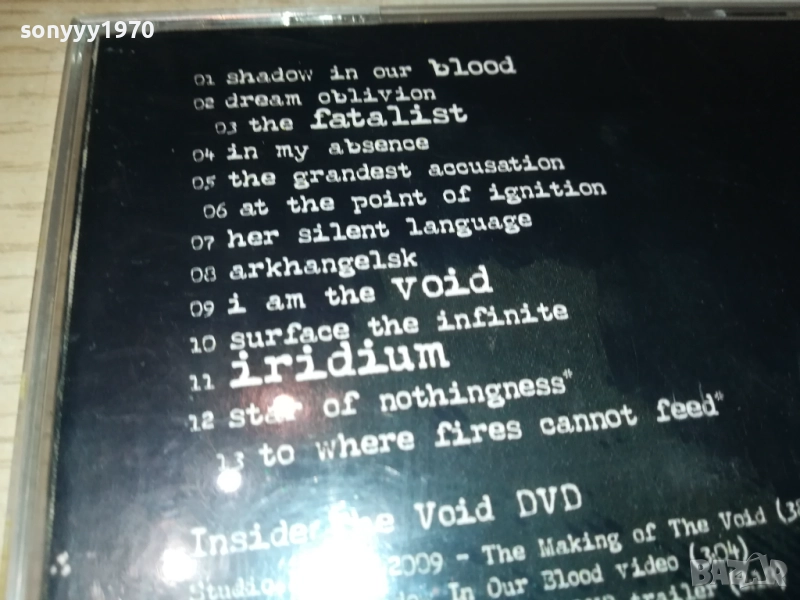 sonyyy1970
01 shadow in our blood
02 dream oblivion
03 the fatalist
04 in my absence
05 the grandest accusation
06 at the point of ignition
07 her silent language
08 arkhangelsk
09 i am the void
10 surface the infinite
11 iridium
12 star of nothingness*
13 to where fires cannot feed*
Inside The Void DVD
Studio 2009 - The Making of The Void
In Our Blood video (3:04)
trailer
BAZAR